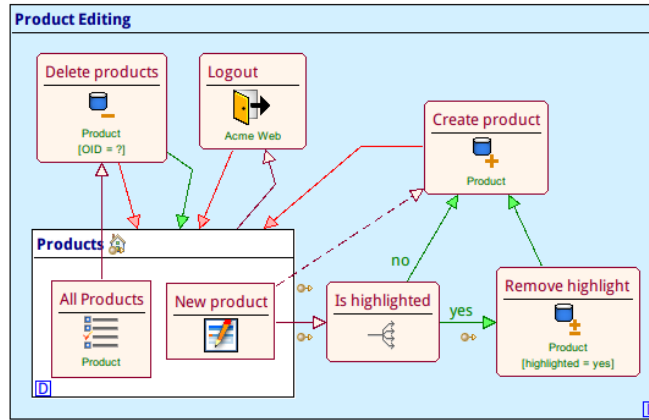 Product Editing
Delete products
Product
[OID = ?]
Logout
Acme Web
Create product
Product
Products
All Products
Product
New product
Is highlighted
no
yes
Remove highlight
Product
[highlighted = yes]
D